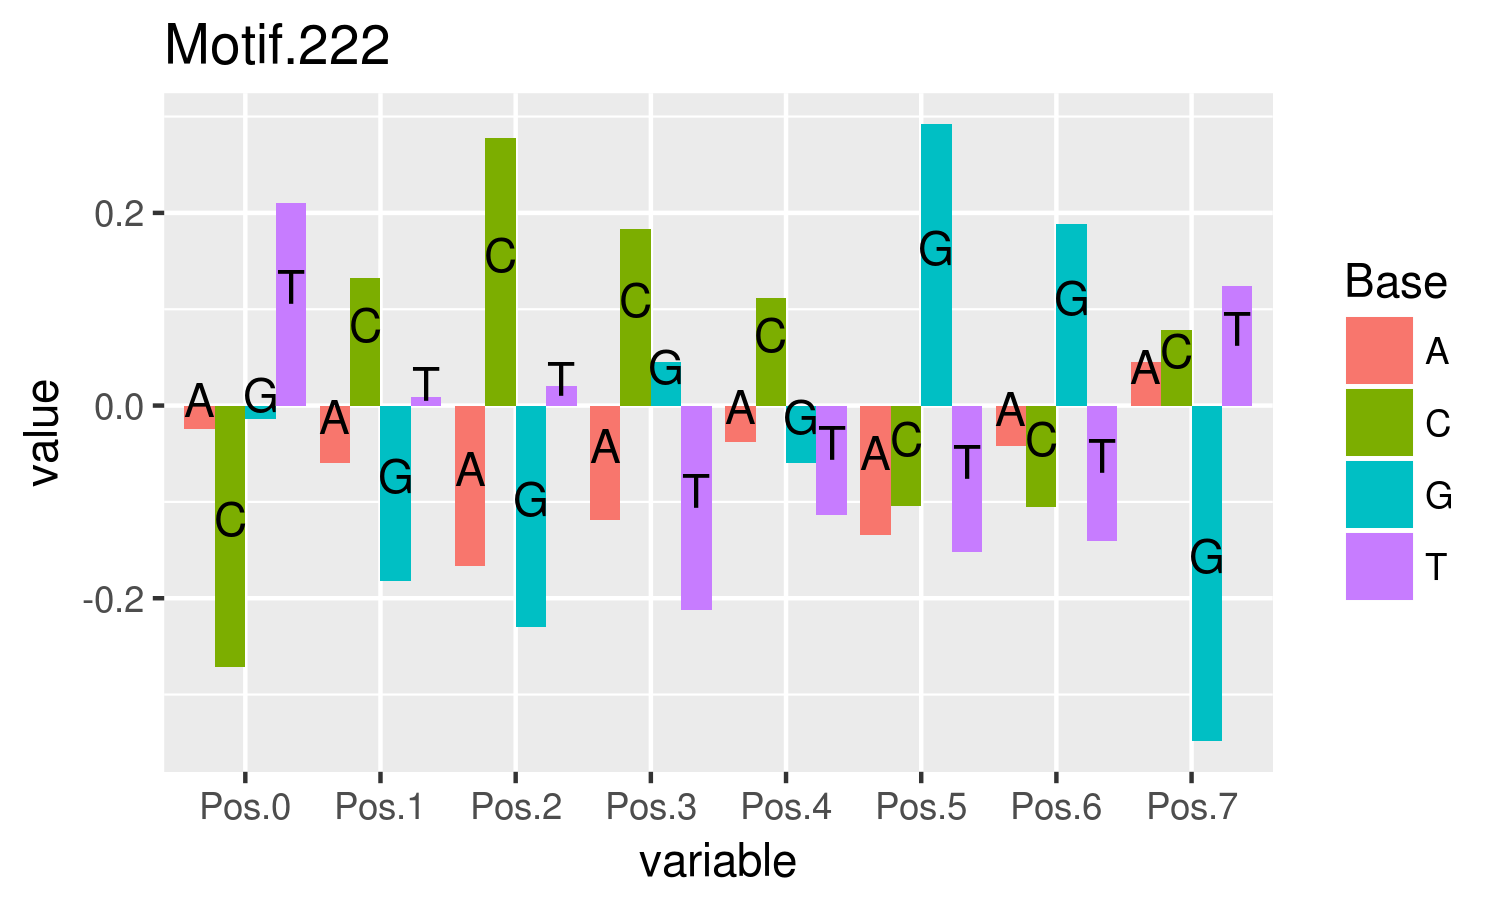 Motif.222
value
0.2
0.0
-0.2
A C G T A C G T A C G T A C G T A C G T A C G T A C G T A C G T
Pos.0 Pos.1 Pos.2 Pos.3 Pos.4 Pos.5 Pos.6 Pos.7
variable
Base
A
C
G
T